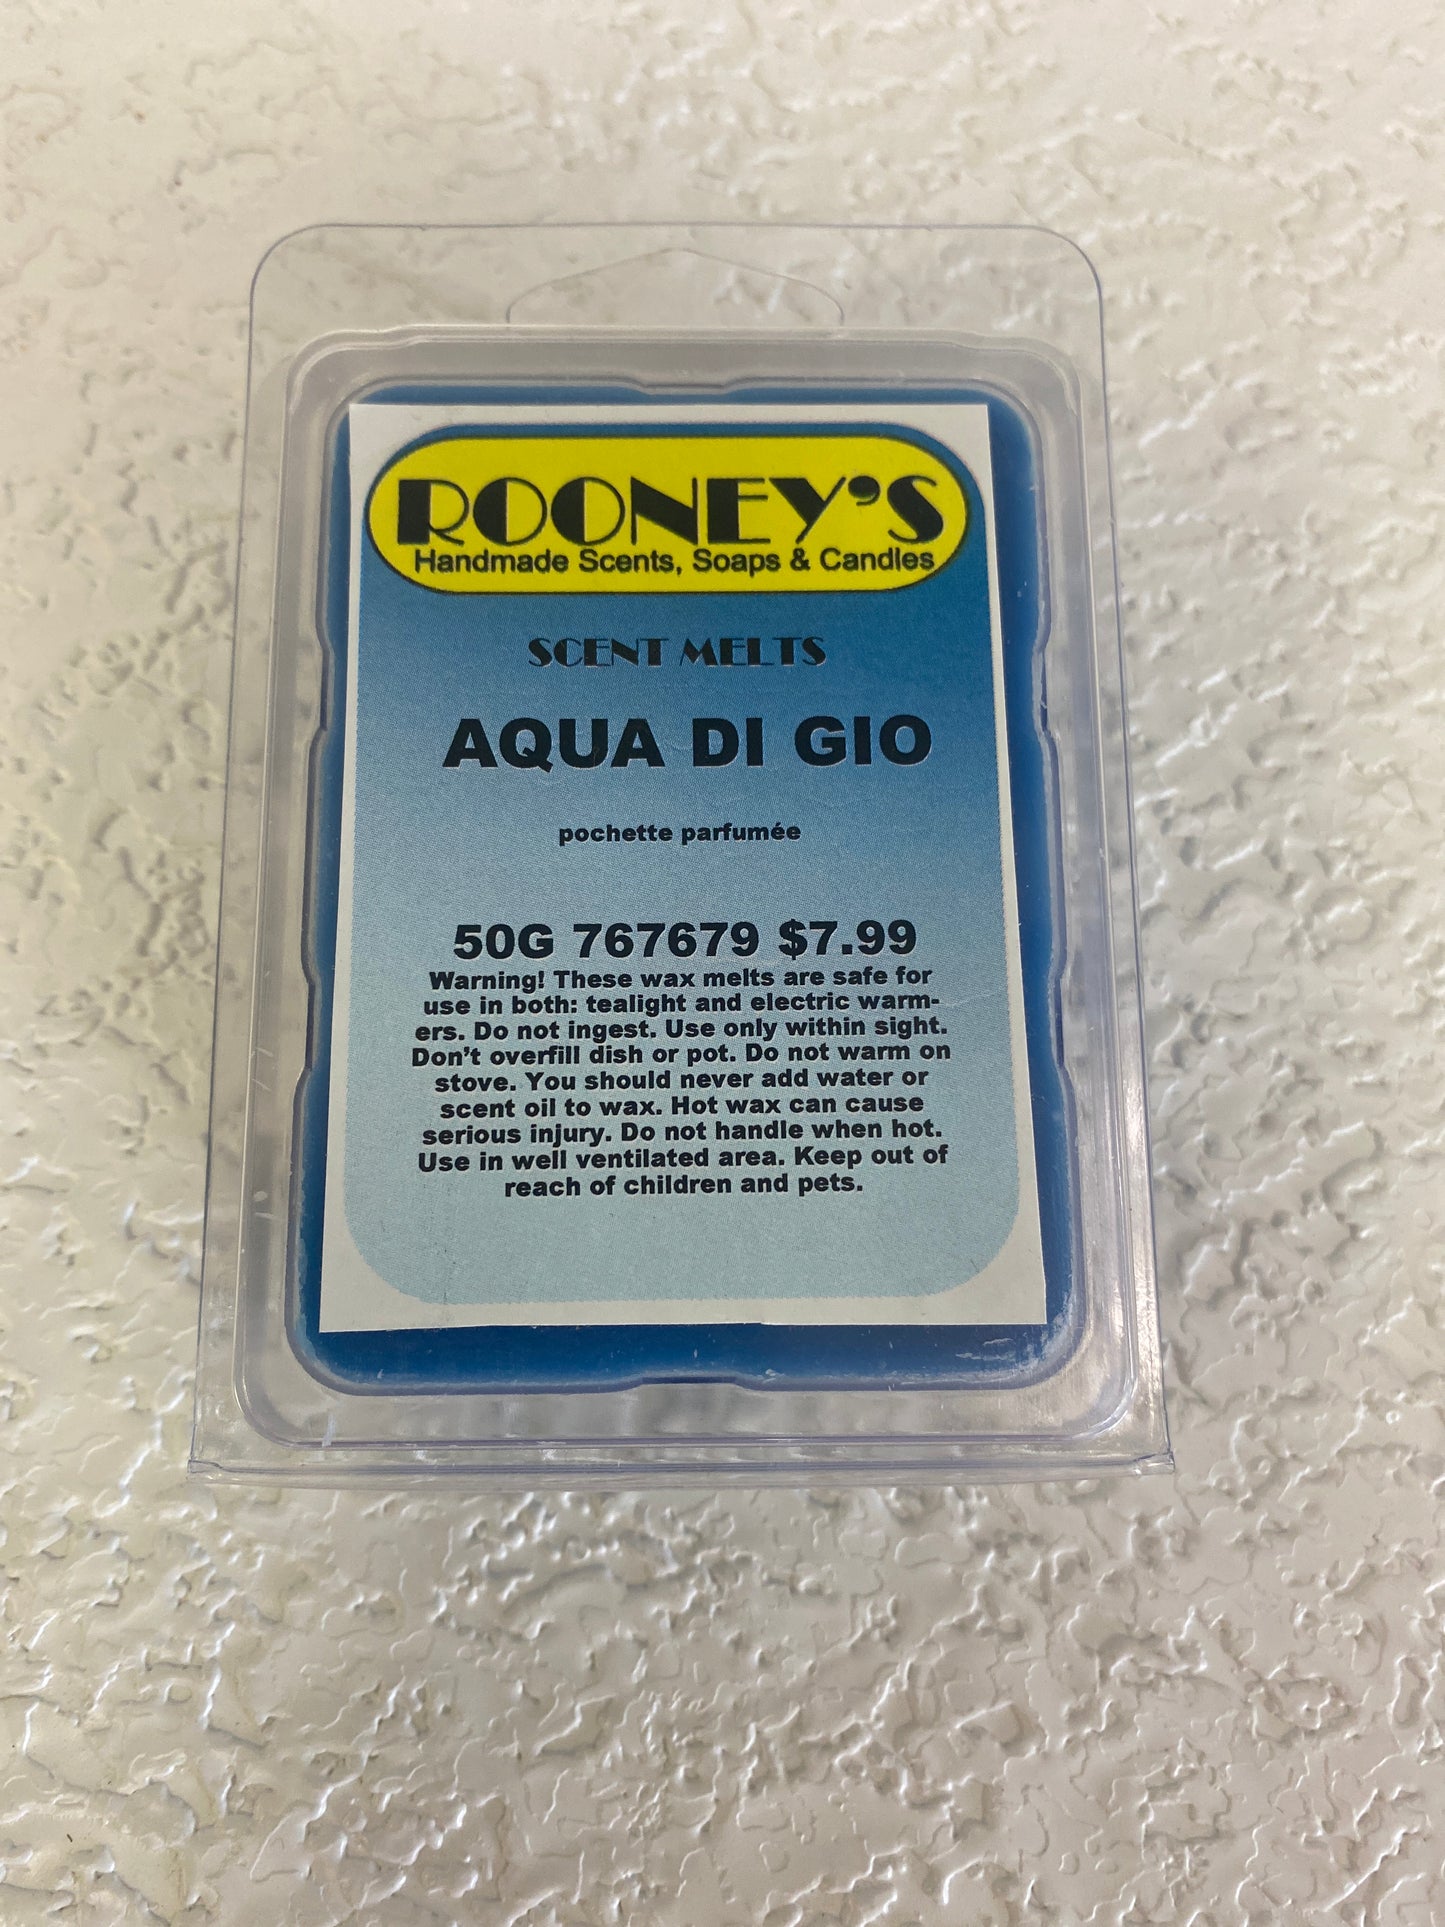 ROONEY'S
Handmade Scents, Soaps & Candles
SCENT MELTS
AQUA DI GIO
pochette parfumée
50G 767679 $7.99
Warning! These wax melts are safe for
use in both: tealight and electric warm-
ers. Do not ingest. Use only within sight.
Don't overfill dish or pot. Do not warm on
stove. You should never add water or
scent oil to wax. Hot wax can cause
serious injury. Do not handle when hot.
Use in well ventilated area. Keep out of
reach of children and pets.